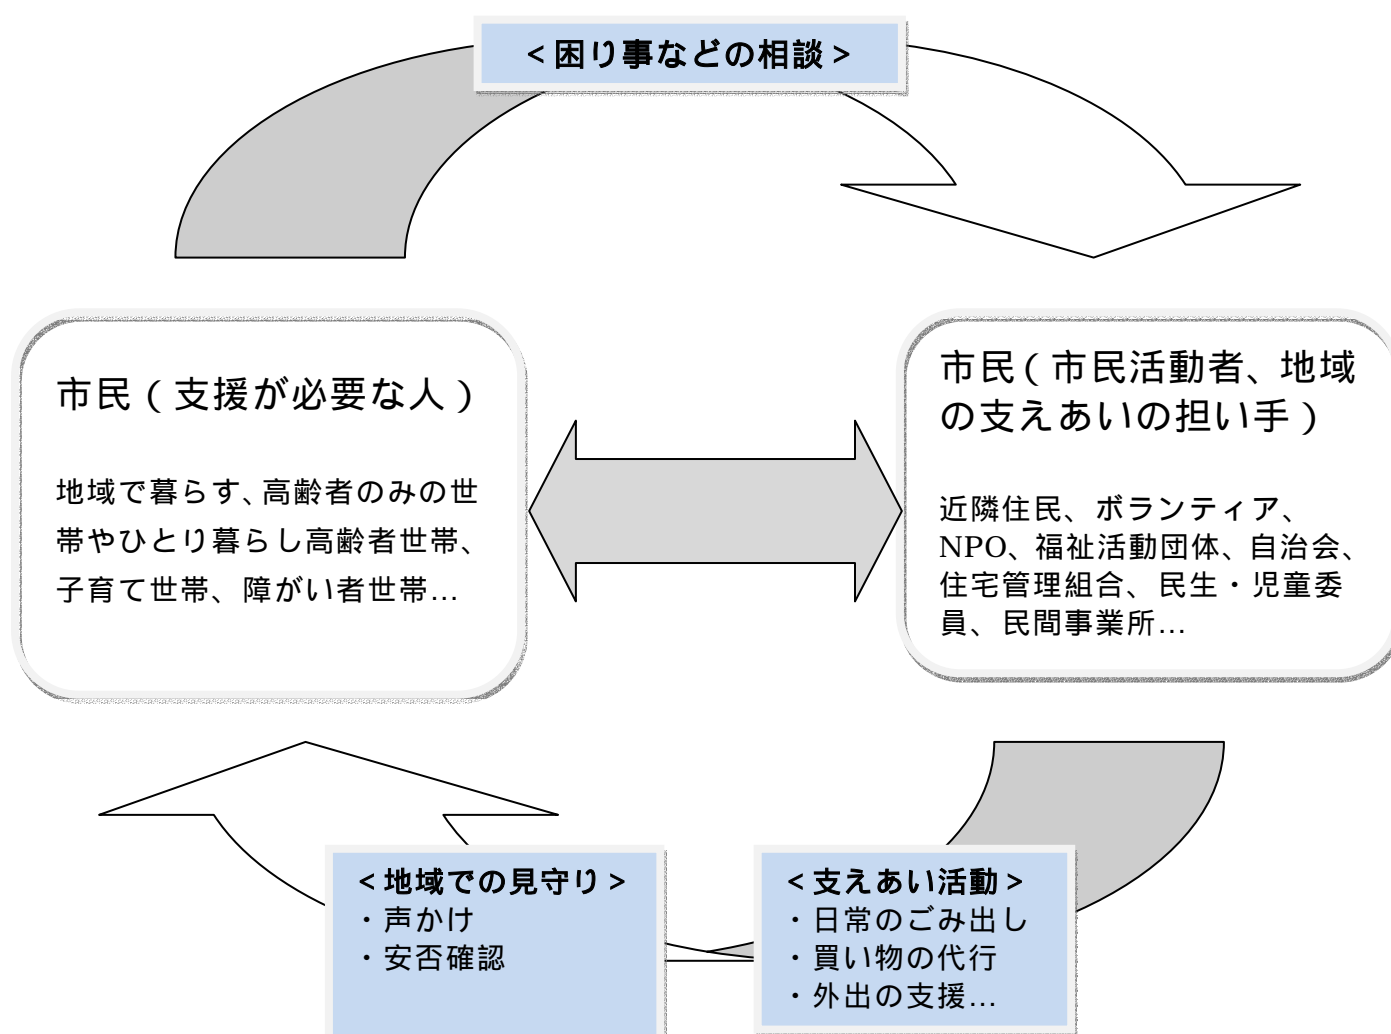 ＜困り事などの相談＞
市民（支援が必要な人）
地域で暮らす、高齢者のみの世
帯やひとり暮らし高齢者世帯、
子育て世帯、障がい者世帯…
市民（市民活動者、地域
の支えあいの担い手）
近隣住民、ボランティア、
NPO、福祉活動団体、自治会、
住宅管理組合、民生・児童委
員、民間事業所…
＜地域での見守り＞
・声かけ
・安否確認
＜支えあい活動＞
・日常のごみ出し
・買い物の代行
・外出の支援…